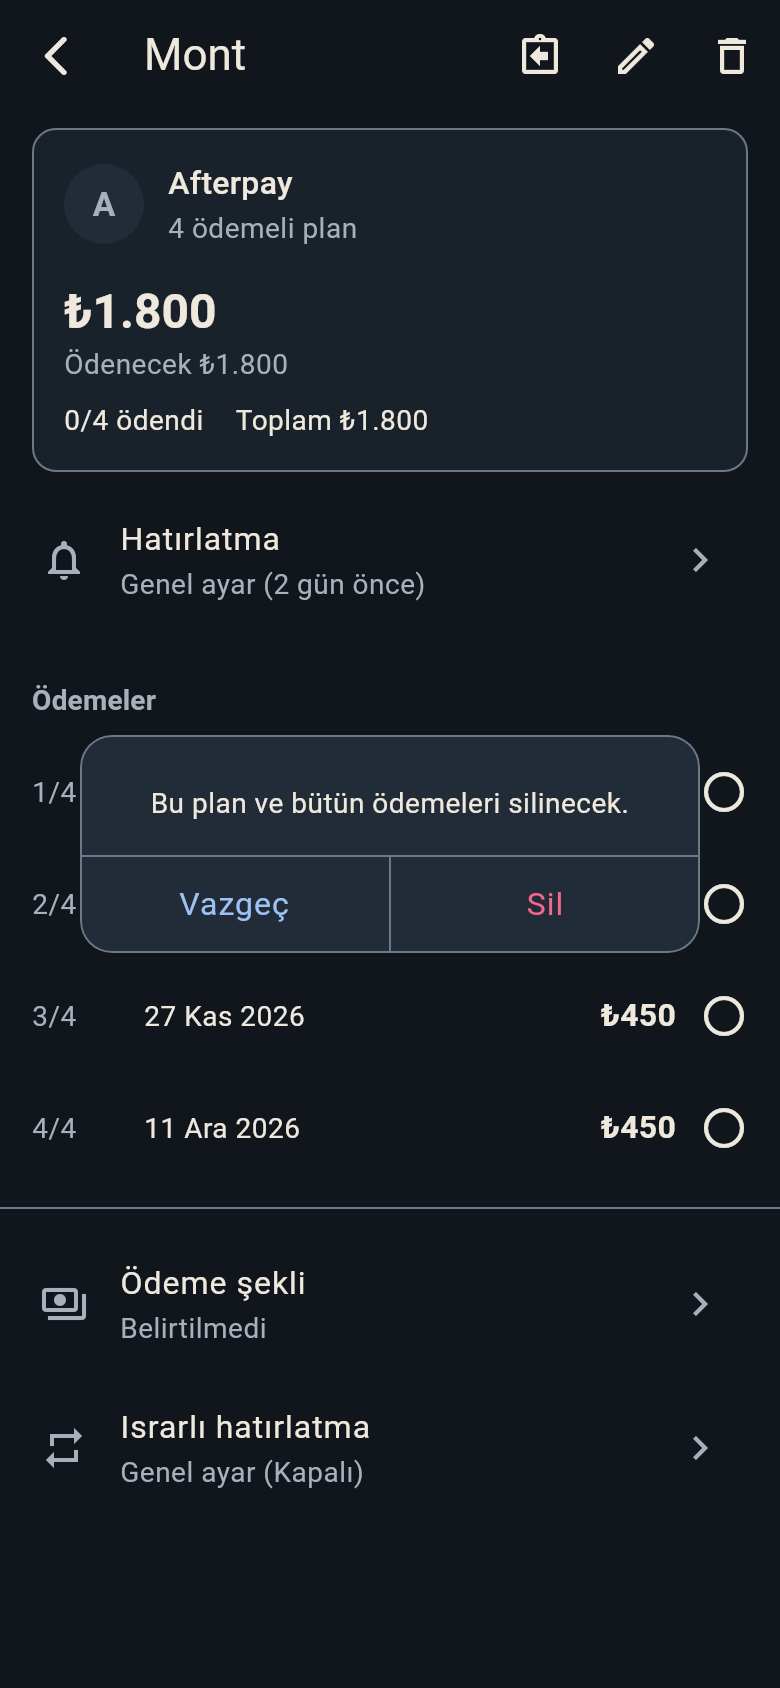 Mont
A
Afterpay
4 ödemeli plan
₺1.800
Ödenecek ₺1.800
0/4 ödendi Toplam ₺1.800
Hatırlatma
Genel ayar (2 gün önce)
Ödemeler
1/4
Bu plan ve bütün ödemeleri silinecek.
2/4
Vazgeç Sil
3/4 27 Kas 2026 ₺450
4/4 11 Ara 2026 ₺450
Ödeme şekli
Belirtilmedi
Israrlı hatırlatma
Genel ayar (Kapalı)